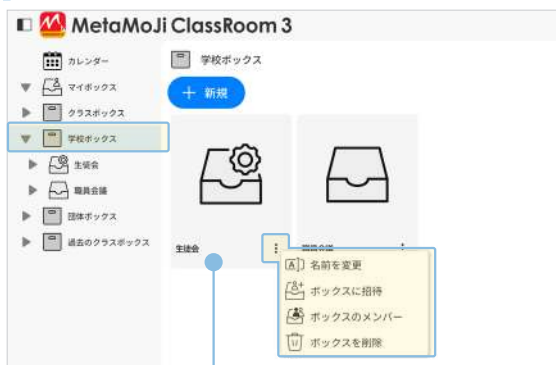 MetaMoJi ClassRoom 3
カレンダー
マイボックス
クラスボックス
学校ボックス
生徒会
職員会議
団体ボックス
過去のクラスボックス
学校ボックス
＋ 新規
生徒会
名前を変更
ボックスに招待
ボックスのメンバー
ボックスを削除